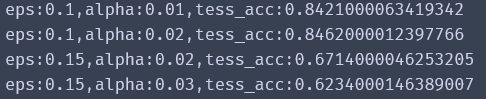 eps:0.1,alpha:0.01,tess_acc:0.8421000063419342
eps:0.1,alpha:0.02,tess_acc:0.8462000012397766
eps:0.15,alpha:0.02,tess_acc:0.6714000046253205
eps:0.15,alpha:0.03,tess_acc:0.6234000146389007